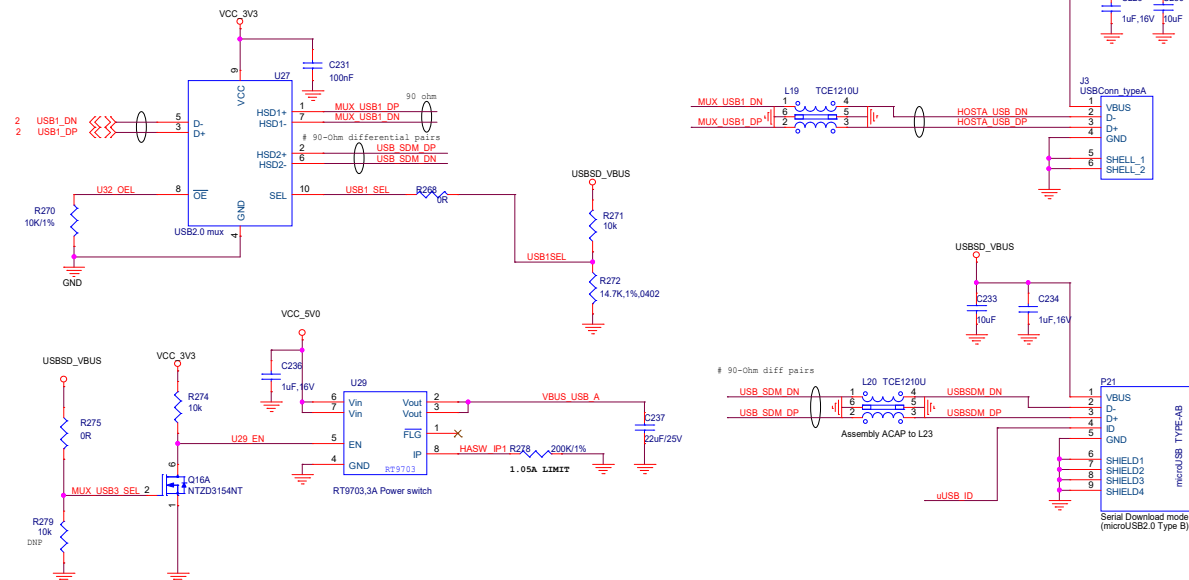 VCC_3V3
C231
100nF
U27
9
VCC
2 USB1_DN
2 USB1_DP
5
3
D-
D+
HSD1+
HSD1-
1
7
MUX_USB1_DP
MUX_USB1_DN
90 ohm
# 90-Ohm differential pairs
HSD2+
HSD2-
2
6
USB_SDM_DP
USB_SDM_DN
U32_OEL
8
OE
SEL
10
USB1_SEL
R268
0R
GND
4
USB2.0 mux
R270
10K/1%
GND
USBSD_VBUS
R271
10k
USB1SEL
R272
14.7K,1%,0402
1uF,16V
10uF
J3
USBConn_typeA
L19 TCE1210U
MUX_USB1_DN
MUX_USB1_DP
1
6
2
4
5
3
HOSTA_USB_DN
HOSTA_USB_DP
1
2
3
4
5
6
VBUS
D-
D+
GND
SHELL_1
SHELL_2
USBSD_VBUS
C233
10uF
C234
1uF,16V
USBSD_VBUS
R275
0R
MUX_USB3_SEL
2
R279
10k
DNP
VCC_3V3
R274
10k
U29_EN
6
Q16A
NTZD3154NT
1
VCC_5V0
C236
1uF,16V
U29
6
7
5
4
Vin
Vin
EN
GND
Vout
Vout
FLG
IP
RT9703
2
3
1
8
VBUS_USB_A
C237
22uF/25V
HASW_IP1
R278
200K/1%
1.05A LIMIT
RT9703,3A Power switch
# 90-Ohm diff pairs
L20 TCE1210U
USB_SDM_DN
USB_SDM_DP
1
6
2
4
5
3
USBSDM_DN
USBSDM_DP
Assembly ACAP to L23
uUSB_ID
P21
1
2
3
4
5
6
7
8
9
VBUS
D-
D+
ID
GND
SHIELD1
SHIELD2
SHIELD3
SHIELD4
microUSB TYPE-AB
Serial Download mode
(microUSB2.0 Type B)